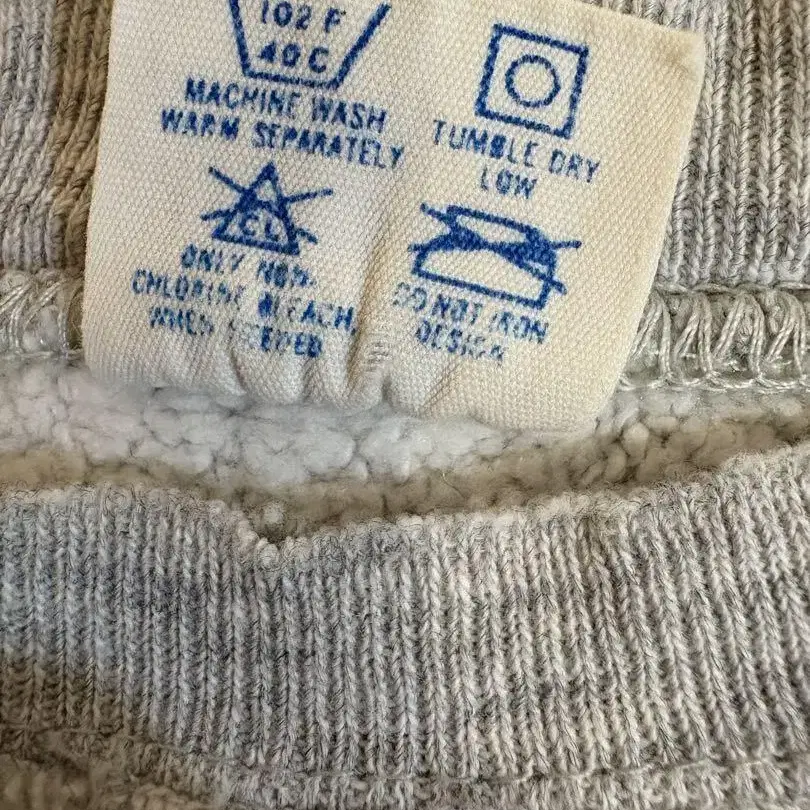 102 F
40 C
MACHINE WASH
WARM SEPARATELY
TUMBLE DRY
LOW
CL
ONLY NON-
CHLORINE BLEACH,
WHEN NEEDED
DO NOT IRON
DESIGN